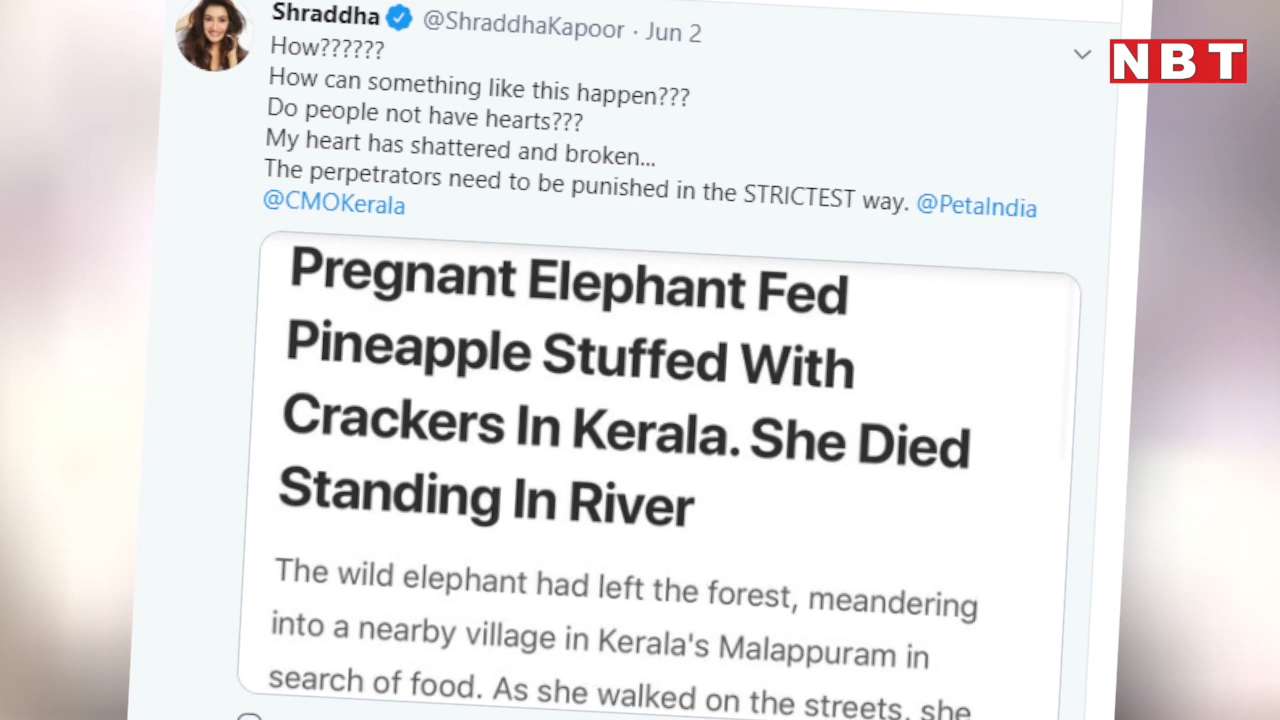 Shraddha @ShraddhaKapoor · Jun 2
NBT
How??????
How can something like this happen???
Do people not have hearts???
My heart has shattered and broken...
The perpetrators need to be punished in the STRICTEST way. @PetaIndia
@CMOKerala
Pregnant Elephant Fed
Pineapple Stuffed With
Crackers In Kerala. She Died
Standing In River
The wild elephant had left the forest, meandering
into a nearby village in Kerala's Malappuram in
search of food. As she walked on the streets, she